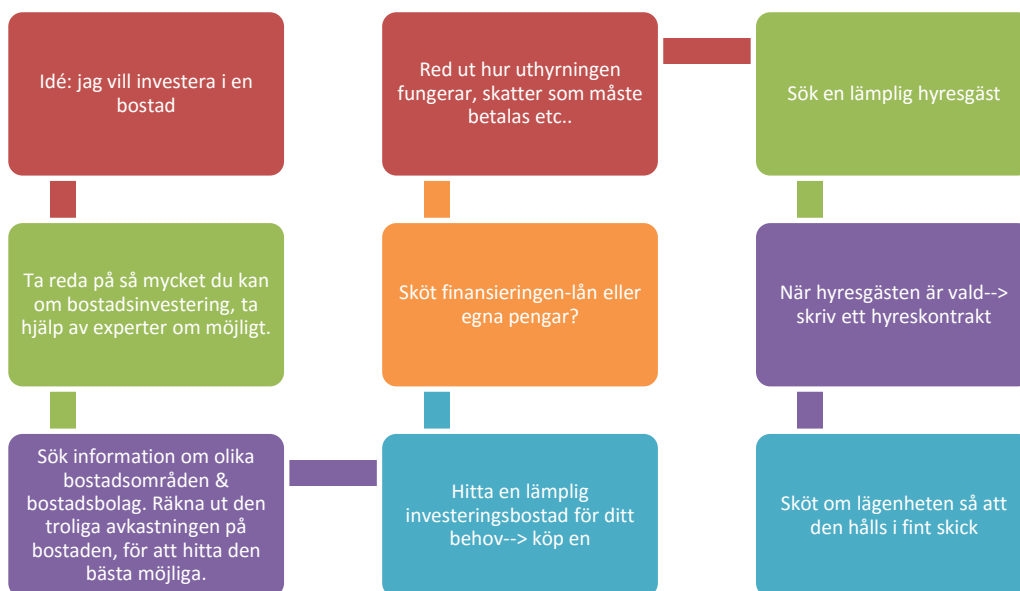 Idé: jag vill investera i en
bostad
Ta reda på så mycket du kan
om bostadsinvestering, ta
hjälp av experter om möjligt.
Sök information om olika
bostadsområden &
bostadsbolag. Räkna ut den
troliga avkastningen på
bostaden, för att hitta den
bästa möjliga.
Hitta en lämplig
investeringsbostad för ditt
behov--> köp en
Sköt finansieringen-lån eller
egna pengar?
Red ut hur uthyrningen
fungerar, skatter som måste
betalas etc..
Sök en lämplig hyresgäst
När hyresgästen är vald-->
skriv ett hyreskontrakt
Sköt om lägenheten så att
den hålls i fint skick